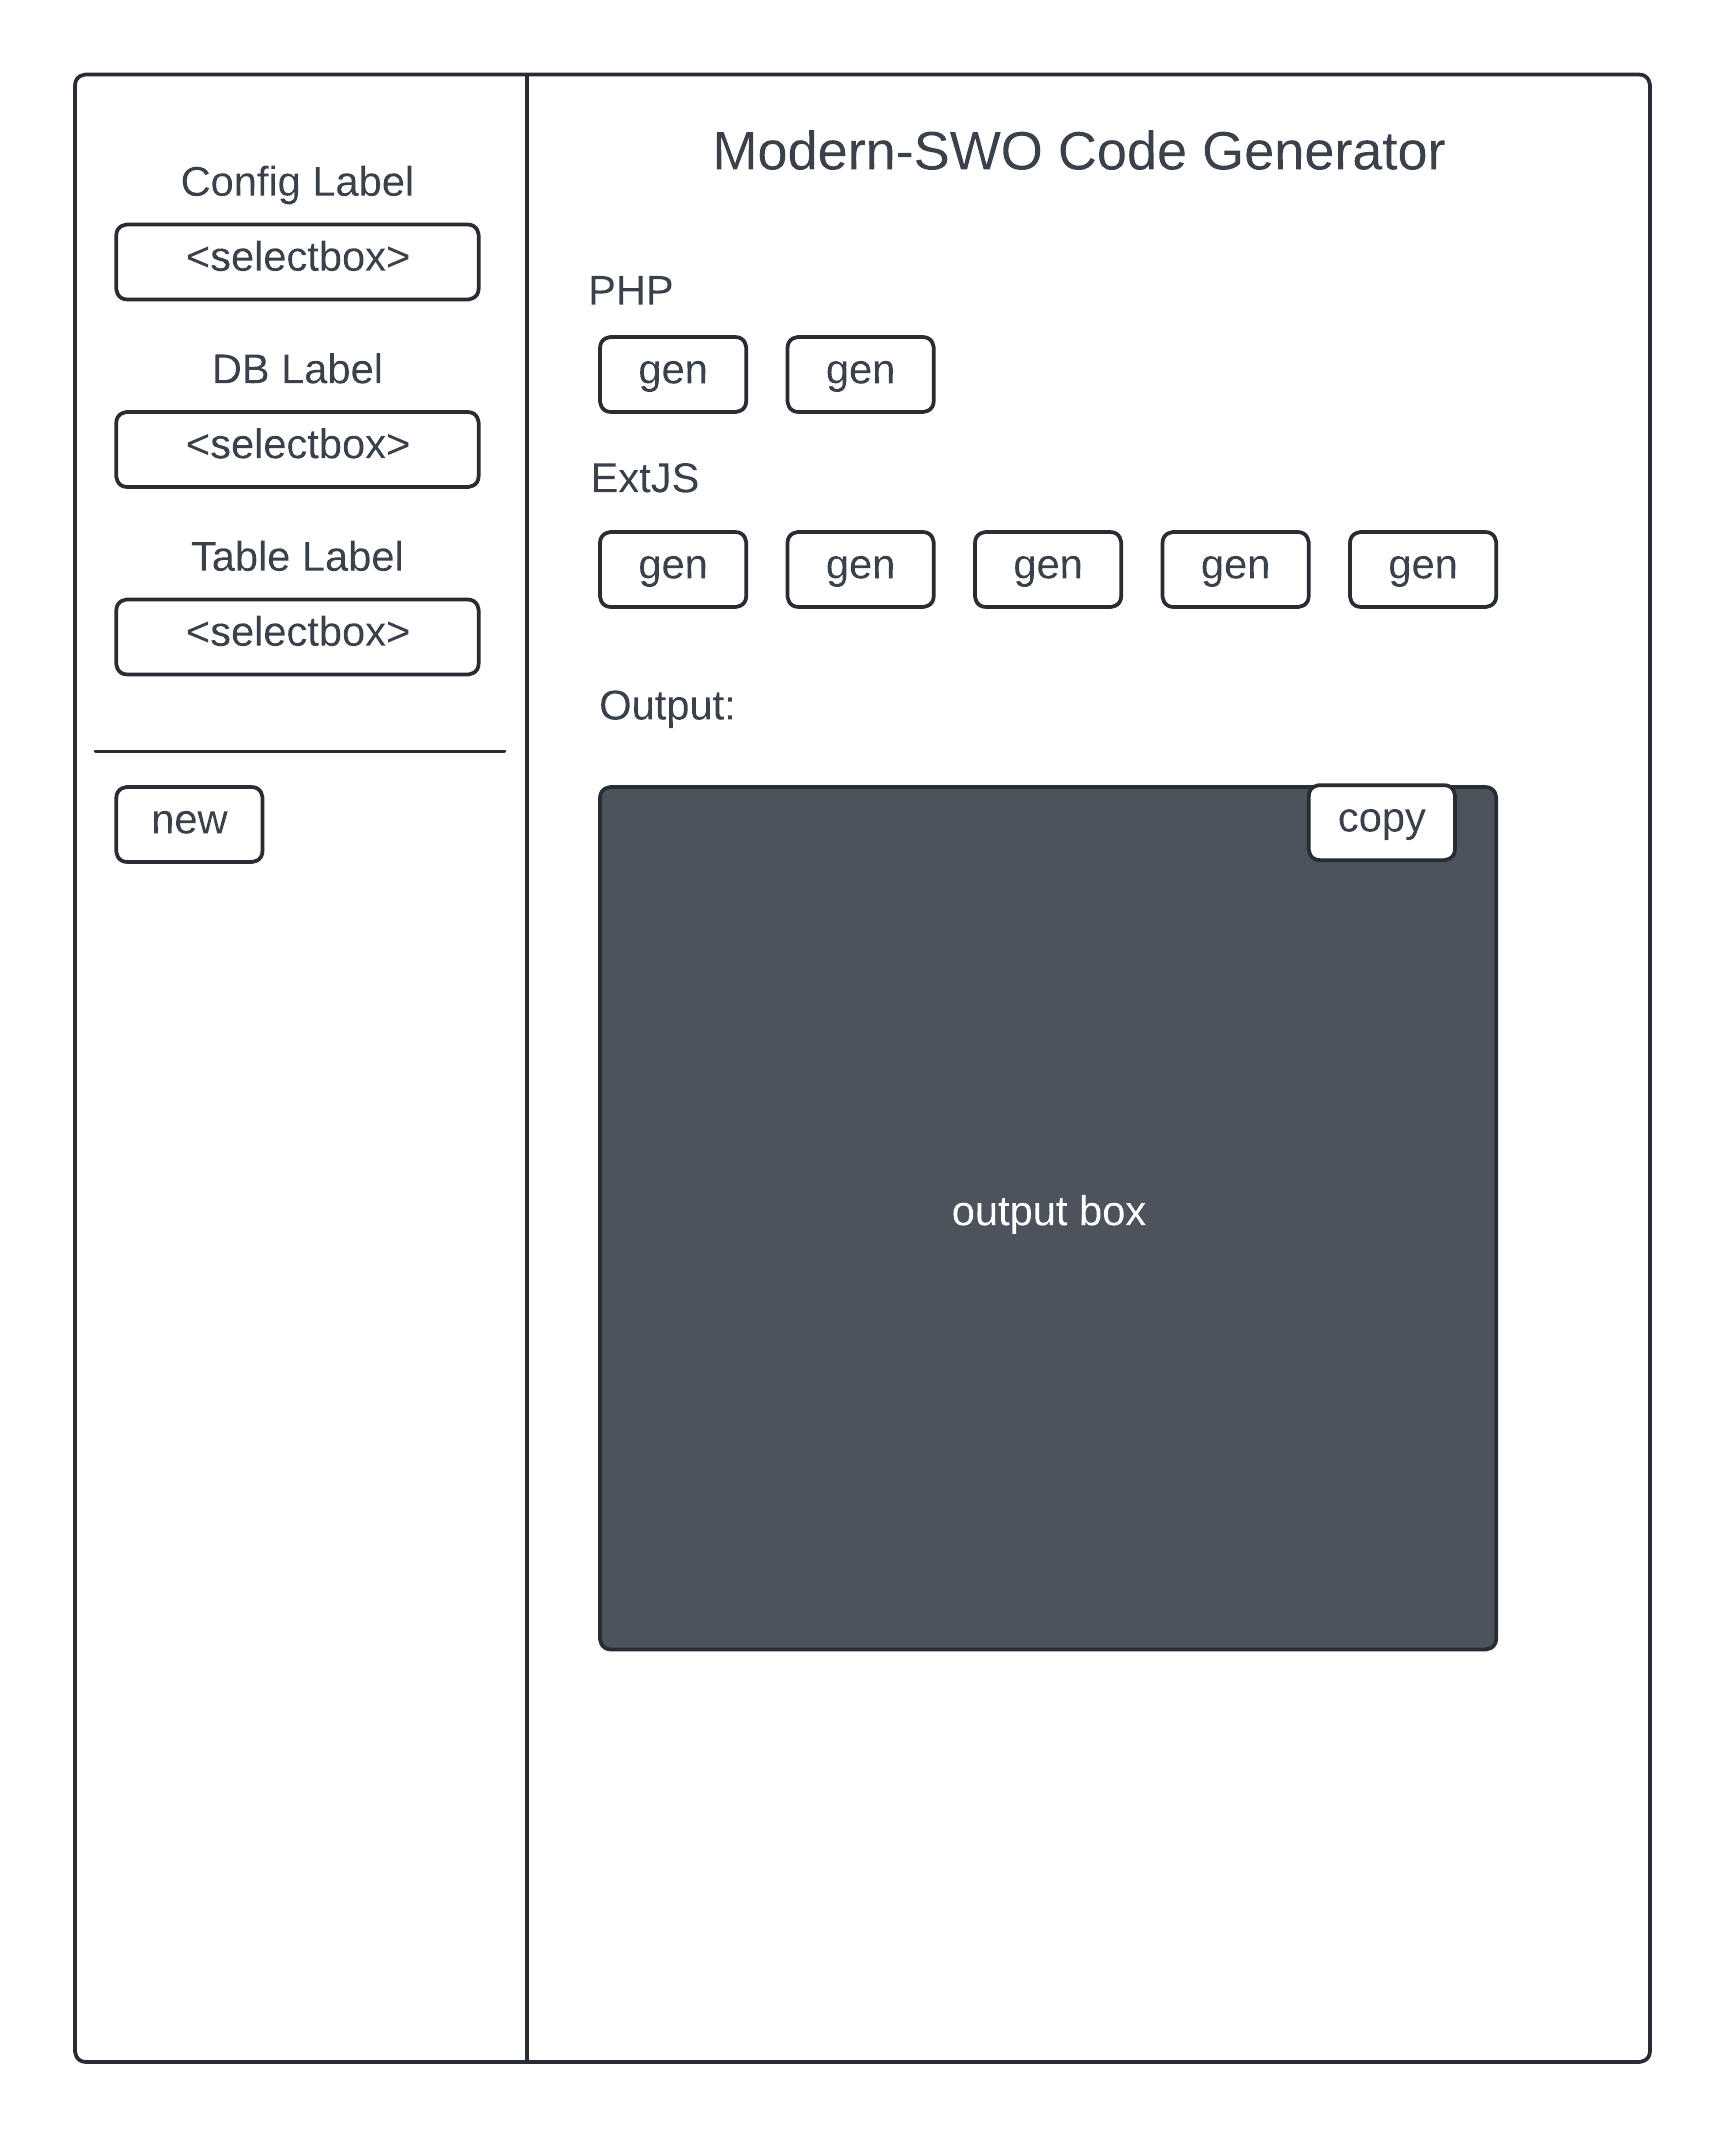 Config Label
<selectbox>
DB Label
<selectbox>
Table Label
<selectbox>
new
Modern-SWO Code Generator
PHP
gen gen
ExtJS
gen gen gen gen gen
Output:
copy
output box